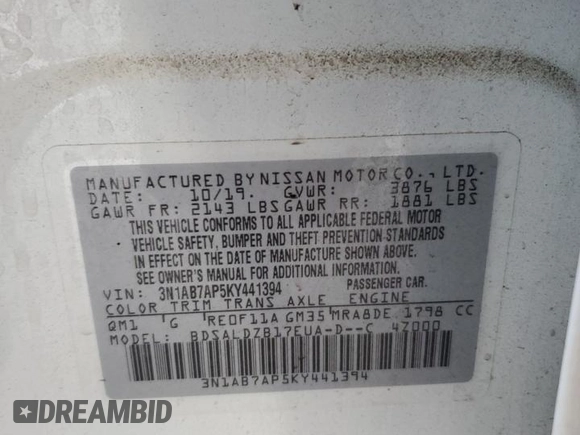 MANUFACTURED BY NISSAN MOTOR CO., LTD.
DATE: 10/19. GVWR: 3876 LBS
GAWR FR: 2143 LBS GAWR RR: 1881 LBS
THIS VEHICLE CONFORMS TO ALL APPLICABLE FEDERAL MOTOR
VEHICLE SAFETY, BUMPER AND THEFT PREVENTION STANDARDS
IN EFFECT ON THE DATE OF MANUFACTURE SHOWN ABOVE.
SEE OWNER'S MANUAL FOR ADDITIONAL INFORMATION.
VIN: 3N1AB7AP5KY441394 PASSENGER CAR.
COLOR TRIM TRANS AXLE ENGINE
QM1 G RE0F11A GM35 MRA8DE 1798 CC
MODEL: BDSALDZB17EUA-D--C 4Z000
3N1AB7AP5KY441394
DREAMBID